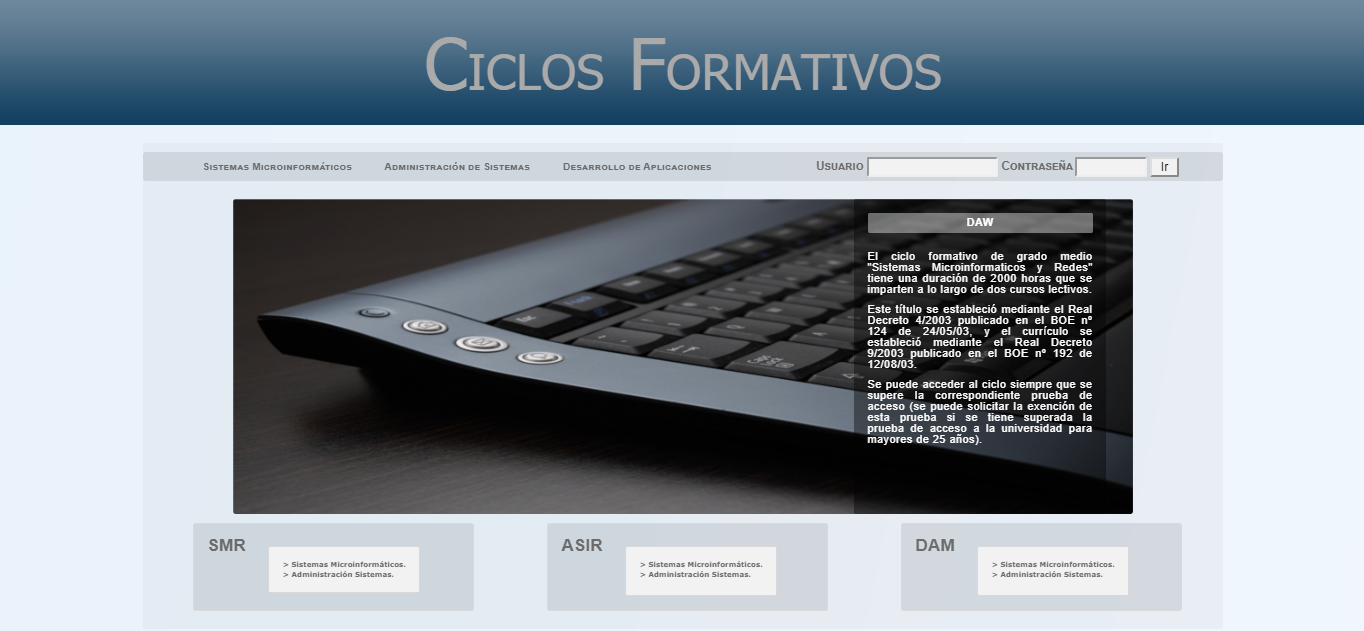 Ciclos Formativos
Sistemas Microinformáticos Administración de Sistemas Desarrollo de Aplicaciones Usuario Contraseña Ir
DAW
El ciclo formativo de grado medio
"Sistemas Microinformaticos y Redes"
tiene una duración de 2000 horas que se
imparten a lo largo de dos cursos lectivos.
Este título se estableció mediante el Real
Decreto 4/2003 publicado en el BOE nº
124 de 24/05/03, y el currículo se
estableció mediante el Real Decreto
9/2003 publicado en el BOE nº 192 de
12/08/03.
Se puede acceder al ciclo siempre que se
supere la correspondiente prueba de
acceso (se puede solicitar la exención de
esta prueba si se tiene superada la
prueba de acceso a la universidad para
mayores de 25 años).
Esc
Caps
Lock
SMR
> Sistemas Microinformáticos.
> Administración Sistemas.
ASIR
> Sistemas Microinformáticos.
> Administración Sistemas.
DAM
> Sistemas Microinformáticos.
> Administración Sistemas.